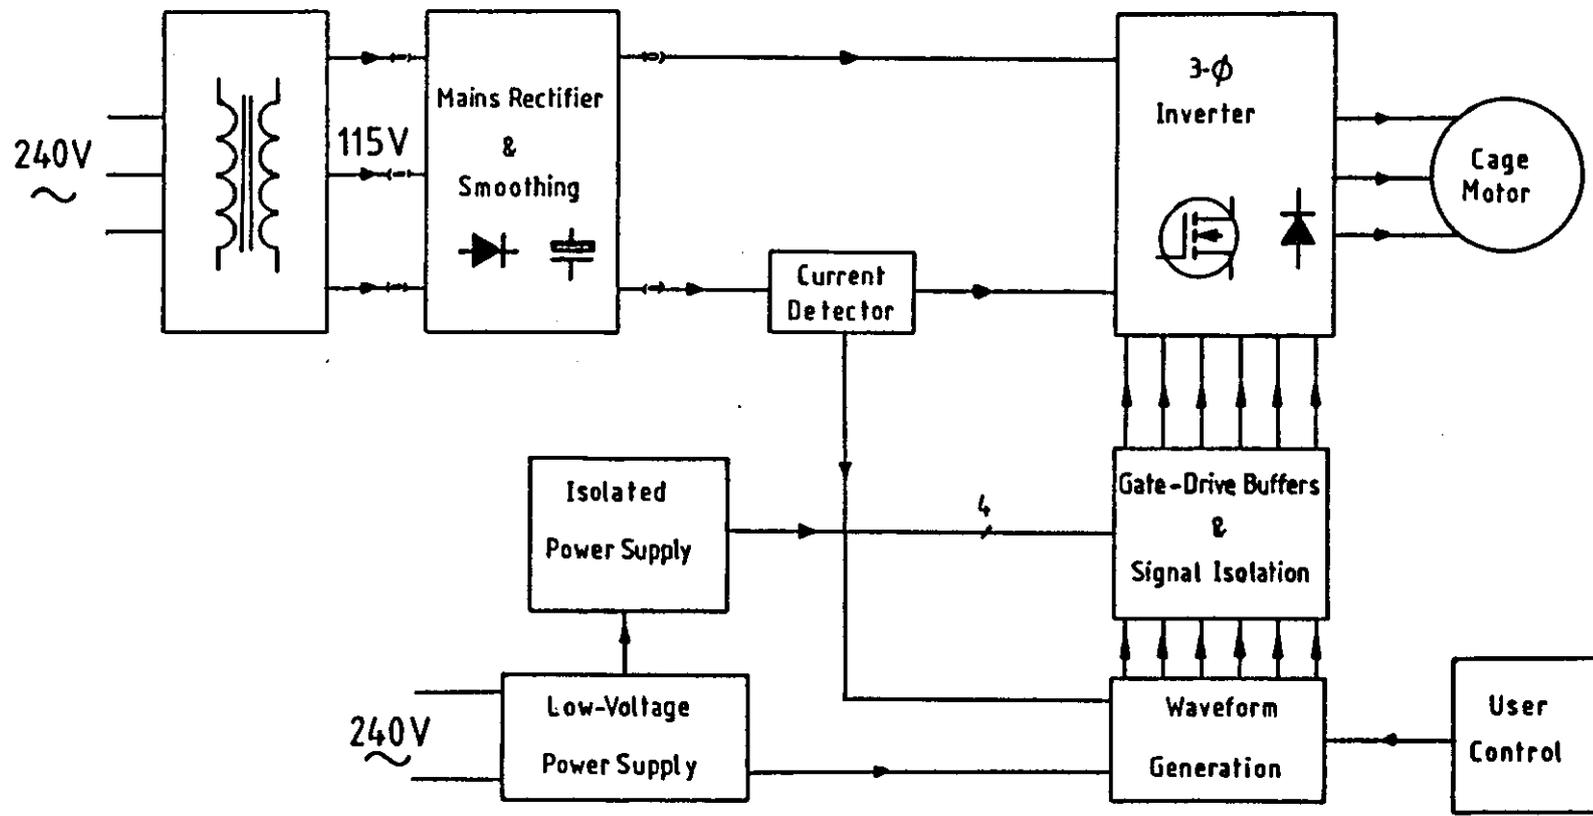 240V
~
115V
Mains Rectifier
&
Smoothing
3-ϕ
Inverter
Cage
Motor
Current
Detector
Isolated
Power Supply
4
Gate-Drive Buffers
&
Signal Isolation
240V
~
Low-Voltage
Power Supply
Waveform
Generation
User
Control